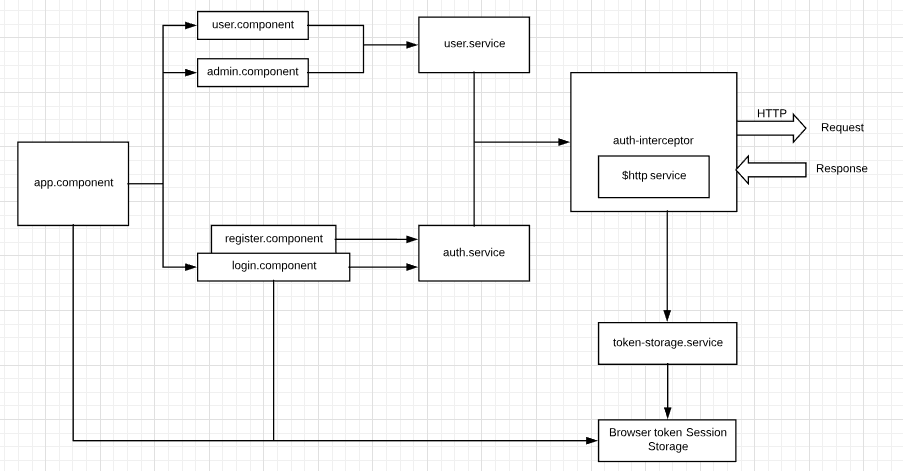 user.component
user.service
admin.component
HTTP
Request
auth-interceptor
Response
$http service
app.component
register.component
auth.service
login.component
token-storage.service
Browser token Session
Storage